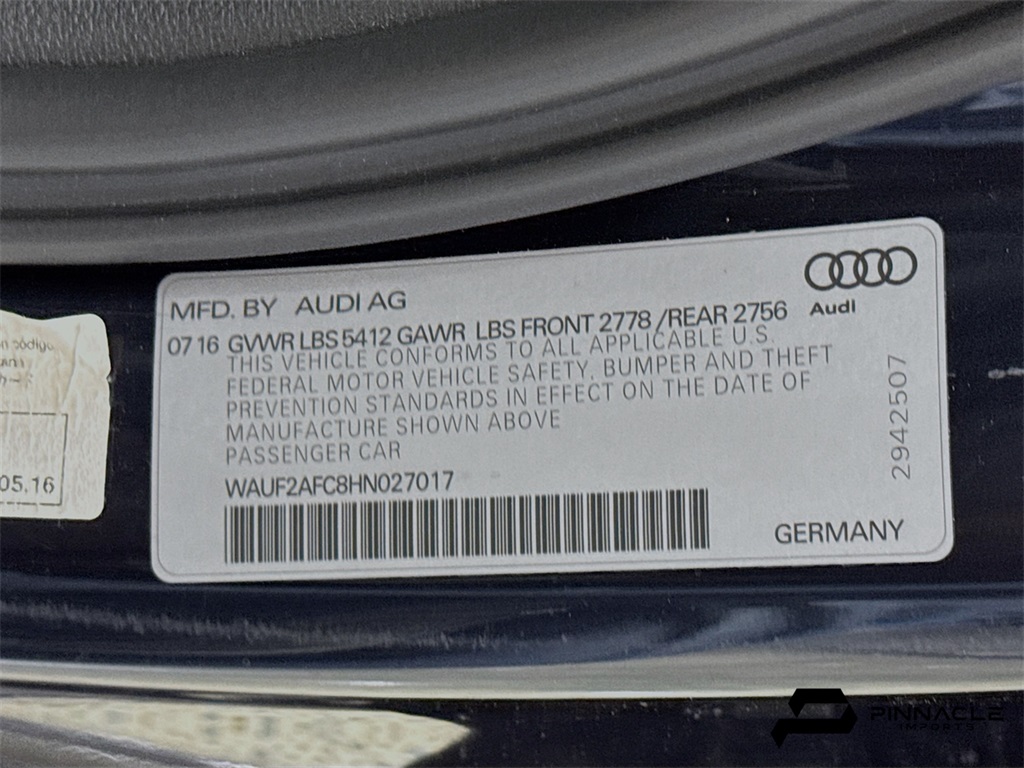 MFD. BY AUDI AG
Audi
07 16 GVWR LBS 5412 GAWR LBS FRONT 2778 /REAR 2756
THIS VEHICLE CONFORMS TO ALL APPLICABLE U.S.
FEDERAL MOTOR VEHICLE SAFETY, BUMPER AND THEFT
PREVENTION STANDARDS IN EFFECT ON THE DATE OF
MANUFACTURE SHOWN ABOVE
PASSENGER CAR
WAUF2AFC8HN027017
GERMANY
2942507
código
05.16
PINNACLE
IMPORTS